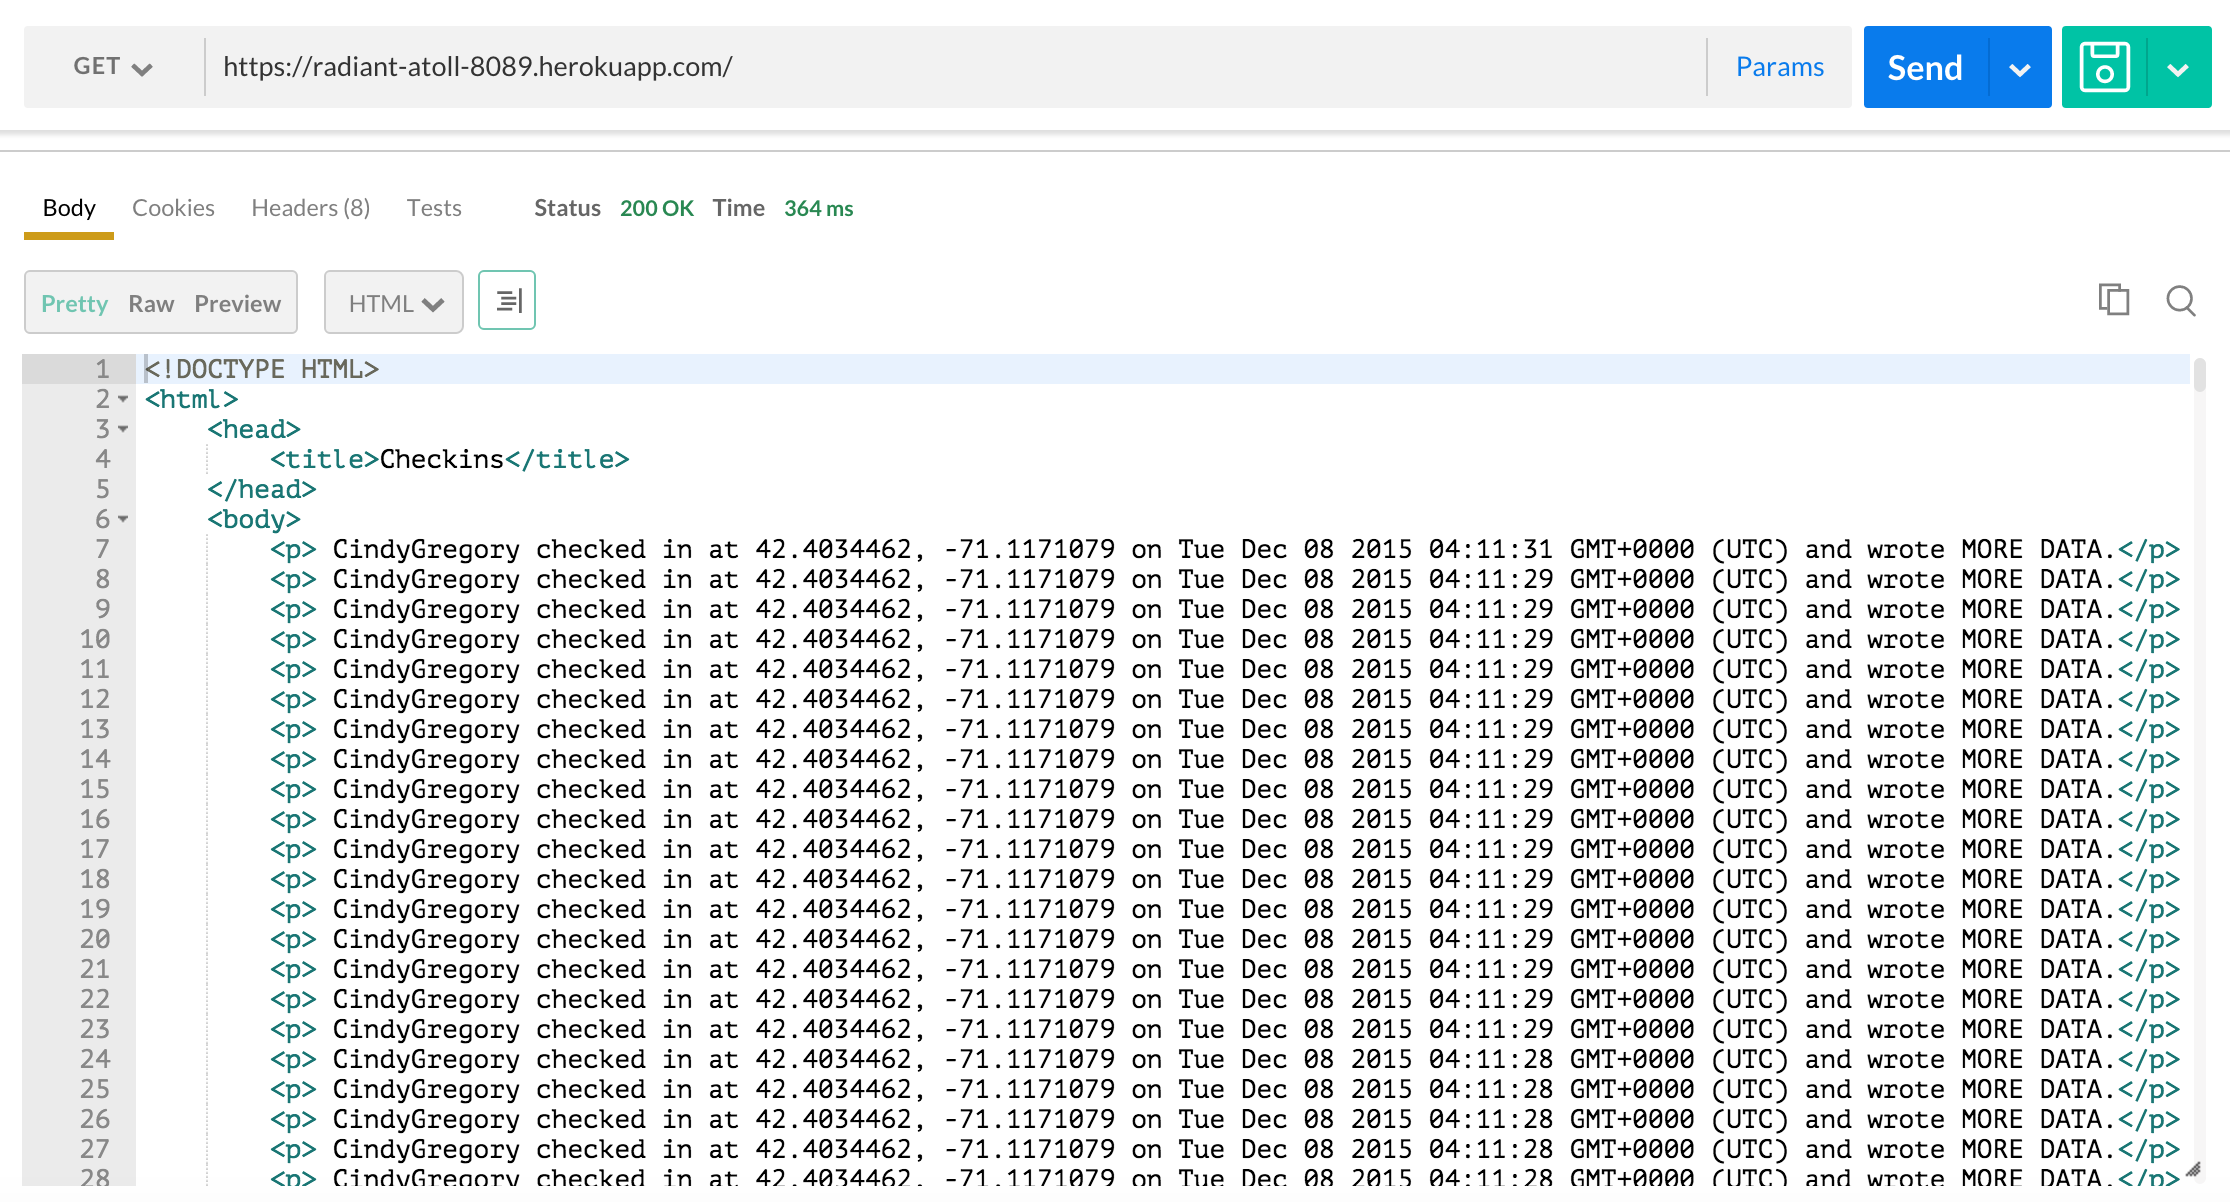 GET https://radiant-atoll-8089.herokuapp.com/ Params Send
Body Cookies Headers (8) Tests Status 200 OK Time 364 ms
Pretty Raw Preview HTML
1 <!DOCTYPE HTML>
2 <html>
3 <head>
4 <title>Checkins</title>
5 </head>
6 <body>
7 <p> CindyGregory checked in at 42.4034462, -71.1171079 on Tue Dec 08 2015 04:11:31 GMT+0000 (UTC) and wrote MORE DATA.</p>
8 <p> CindyGregory checked in at 42.4034462, -71.1171079 on Tue Dec 08 2015 04:11:29 GMT+0000 (UTC) and wrote MORE DATA.</p>
9 <p> CindyGregory checked in at 42.4034462, -71.1171079 on Tue Dec 08 2015 04:11:29 GMT+0000 (UTC) and wrote MORE DATA.</p>
10 <p> CindyGregory checked in at 42.4034462, -71.1171079 on Tue Dec 08 2015 04:11:29 GMT+0000 (UTC) and wrote MORE DATA.</p>
11 <p> CindyGregory checked in at 42.4034462, -71.1171079 on Tue Dec 08 2015 04:11:29 GMT+0000 (UTC) and wrote MORE DATA.</p>
12 <p> CindyGregory checked in at 42.4034462, -71.1171079 on Tue Dec 08 2015 04:11:29 GMT+0000 (UTC) and wrote MORE DATA.</p>
13 <p> CindyGregory checked in at 42.4034462, -71.1171079 on Tue Dec 08 2015 04:11:29 GMT+0000 (UTC) and wrote MORE DATA.</p>
14 <p> CindyGregory checked in at 42.4034462, -71.1171079 on Tue Dec 08 2015 04:11:29 GMT+0000 (UTC) and wrote MORE DATA.</p>
15 <p> CindyGregory checked in at 42.4034462, -71.1171079 on Tue Dec 08 2015 04:11:29 GMT+0000 (UTC) and wrote MORE DATA.</p>
16 <p> CindyGregory checked in at 42.4034462, -71.1171079 on Tue Dec 08 2015 04:11:29 GMT+0000 (UTC) and wrote MORE DATA.</p>
17 <p> CindyGregory checked in at 42.4034462, -71.1171079 on Tue Dec 08 2015 04:11:29 GMT+0000 (UTC) and wrote MORE DATA.</p>
18 <p> CindyGregory checked in at 42.4034462, -71.1171079 on Tue Dec 08 2015 04:11:29 GMT+0000 (UTC) and wrote MORE DATA.</p>
19 <p> CindyGregory checked in at 42.4034462, -71.1171079 on Tue Dec 08 2015 04:11:29 GMT+0000 (UTC) and wrote MORE DATA.</p>
20 <p> CindyGregory checked in at 42.4034462, -71.1171079 on Tue Dec 08 2015 04:11:29 GMT+0000 (UTC) and wrote MORE DATA.</p>
21 <p> CindyGregory checked in at 42.4034462, -71.1171079 on Tue Dec 08 2015 04:11:29 GMT+0000 (UTC) and wrote MORE DATA.</p>
22 <p> CindyGregory checked in at 42.4034462, -71.1171079 on Tue Dec 08 2015 04:11:29 GMT+0000 (UTC) and wrote MORE DATA.</p>
23 <p> CindyGregory checked in at 42.4034462, -71.1171079 on Tue Dec 08 2015 04:11:29 GMT+0000 (UTC) and wrote MORE DATA.</p>
24 <p> CindyGregory checked in at 42.4034462, -71.1171079 on Tue Dec 08 2015 04:11:28 GMT+0000 (UTC) and wrote MORE DATA.</p>
25 <p> CindyGregory checked in at 42.4034462, -71.1171079 on Tue Dec 08 2015 04:11:28 GMT+0000 (UTC) and wrote MORE DATA.</p>
26 <p> CindyGregory checked in at 42.4034462, -71.1171079 on Tue Dec 08 2015 04:11:28 GMT+0000 (UTC) and wrote MORE DATA.</p>
27 <p> CindyGregory checked in at 42.4034462, -71.1171079 on Tue Dec 08 2015 04:11:28 GMT+0000 (UTC) and wrote MORE DATA.</p>
28 <p> CindyGregory checked in at 42.4034462, -71.1171079 on Tue Dec 08 2015 04:11:28 GMT+0000 (UTC) and wrote MORE DATA.</p>